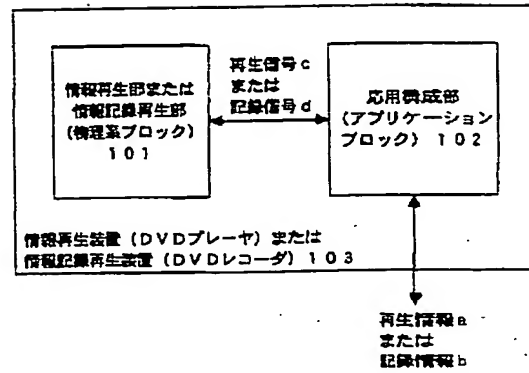 情報再生部または
情報記録再生部
(物理系ブロック)
101
再生信号c
または
記録信号d
応用構成部
(アプリケーション
ブロック) 102
情報再生装置(DVDプレーヤ)または
情報記録再生装置(DVDレコーダ)103
再生情報a
または
記録情報b